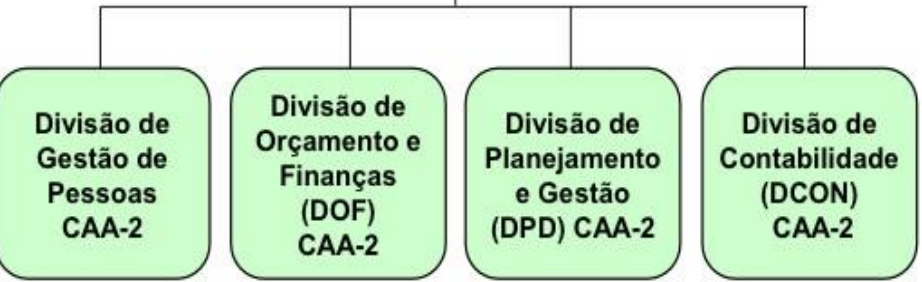 Divisão de
Gestão de
Pessoas
CAA-2
Divisão de
Orçamento e
Finanças
(DOF)
CAA-2
Divisão de
Planejamento
e Gestão
(DPD) CAA-2
Divisão de
Contabilidade
(DCON)
CAA-2